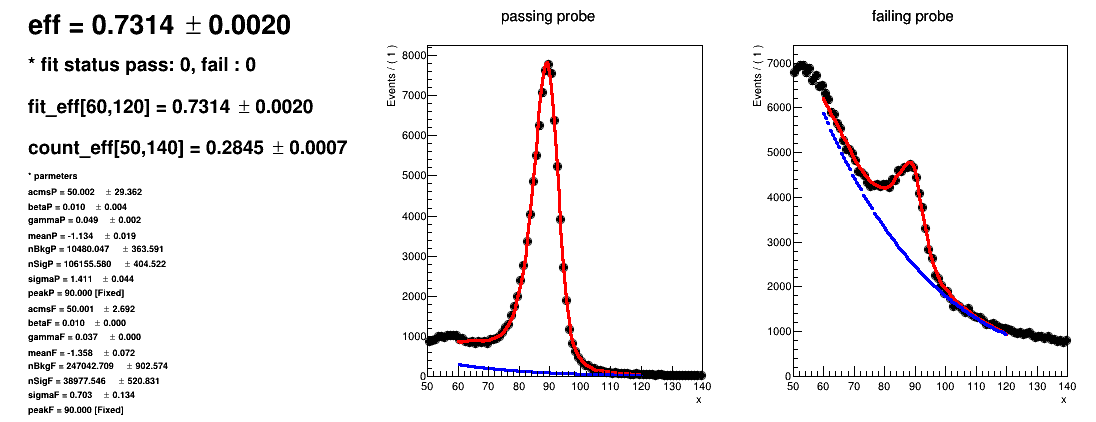 eff = 0.7314 ± 0.0020
* fit status pass: 0, fail : 0
fit_eff[60,120] = 0.7314 ± 0.0020
count_eff[50,140] = 0.2845 ± 0.0007
* parmeters
acmsP = 50.002 ± 29.362
betaP = 0.010 ± 0.004
gammaP = 0.049 ± 0.002
meanP = -1.134 ± 0.019
nBkgP = 10480.047 ± 363.591
nSigP = 106155.580 ± 404.522
sigmaP = 1.411 ± 0.044
peakP = 90.000 [Fixed]
acmsF = 50.001 ± 2.692
betaF = 0.010 ± 0.000
gammaF = 0.037 ± 0.000
meanF = -1.358 ± 0.072
nBkgF = 247042.709 ± 902.574
nSigF = 38977.546 ± 520.831
sigmaF = 0.703 ± 0.134
peakF = 90.000 [Fixed]
passing probe
Events / ( 1 )
8000
7000
6000
5000
4000
3000
2000
1000
0
50 60 70 80 90 100 110 120 130 140
x
failing probe
Events / ( 1 )
7000
6000
5000
4000
3000
2000
1000
0
50 60 70 80 90 100 110 120 130 140
x